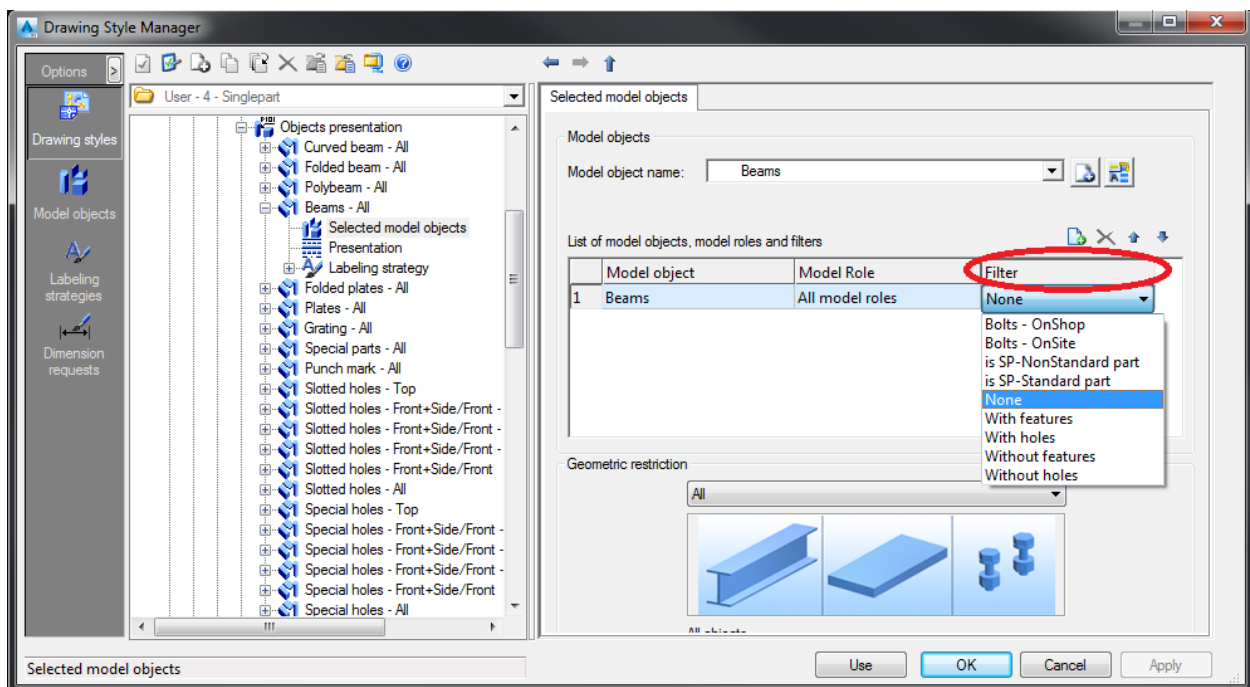 Drawing Style Manager
Options >
Drawing styles
Model objects
Labeling
strategies
Dimension
requests
User - 4 - Singlepart
Objects presentation
Curved beam - All
Folded beam - All
Polybeam - All
Beams - All
Selected model objects
Presentation
Labeling strategy
Folded plates - All
Plates - All
Grating - All
Special parts - All
Punch mark - All
Slotted holes - Top
Slotted holes - Front+Side/Front -
Slotted holes - Front+Side/Front -
Slotted holes - Front+Side/Front -
Slotted holes - Front+Side/Front
Slotted holes - All
Special holes - Top
Special holes - Front+Side/Front -
Special holes - Front+Side/Front -
Special holes - Front+Side/Front -
Special holes - Front+Side/Front
Special holes - All
Selected model objects
Model objects
Model object name: Beams
List of model objects, model roles and filters
Model object Model Role Filter
1 Beams All model roles None
Bolts - OnShop
Bolts - OnSite
is SP-NonStandard part
is SP-Standard part
None
With features
With holes
Without features
Without holes
Geometric restriction
All
All objects
Selected model objects
Use OK Cancel Apply